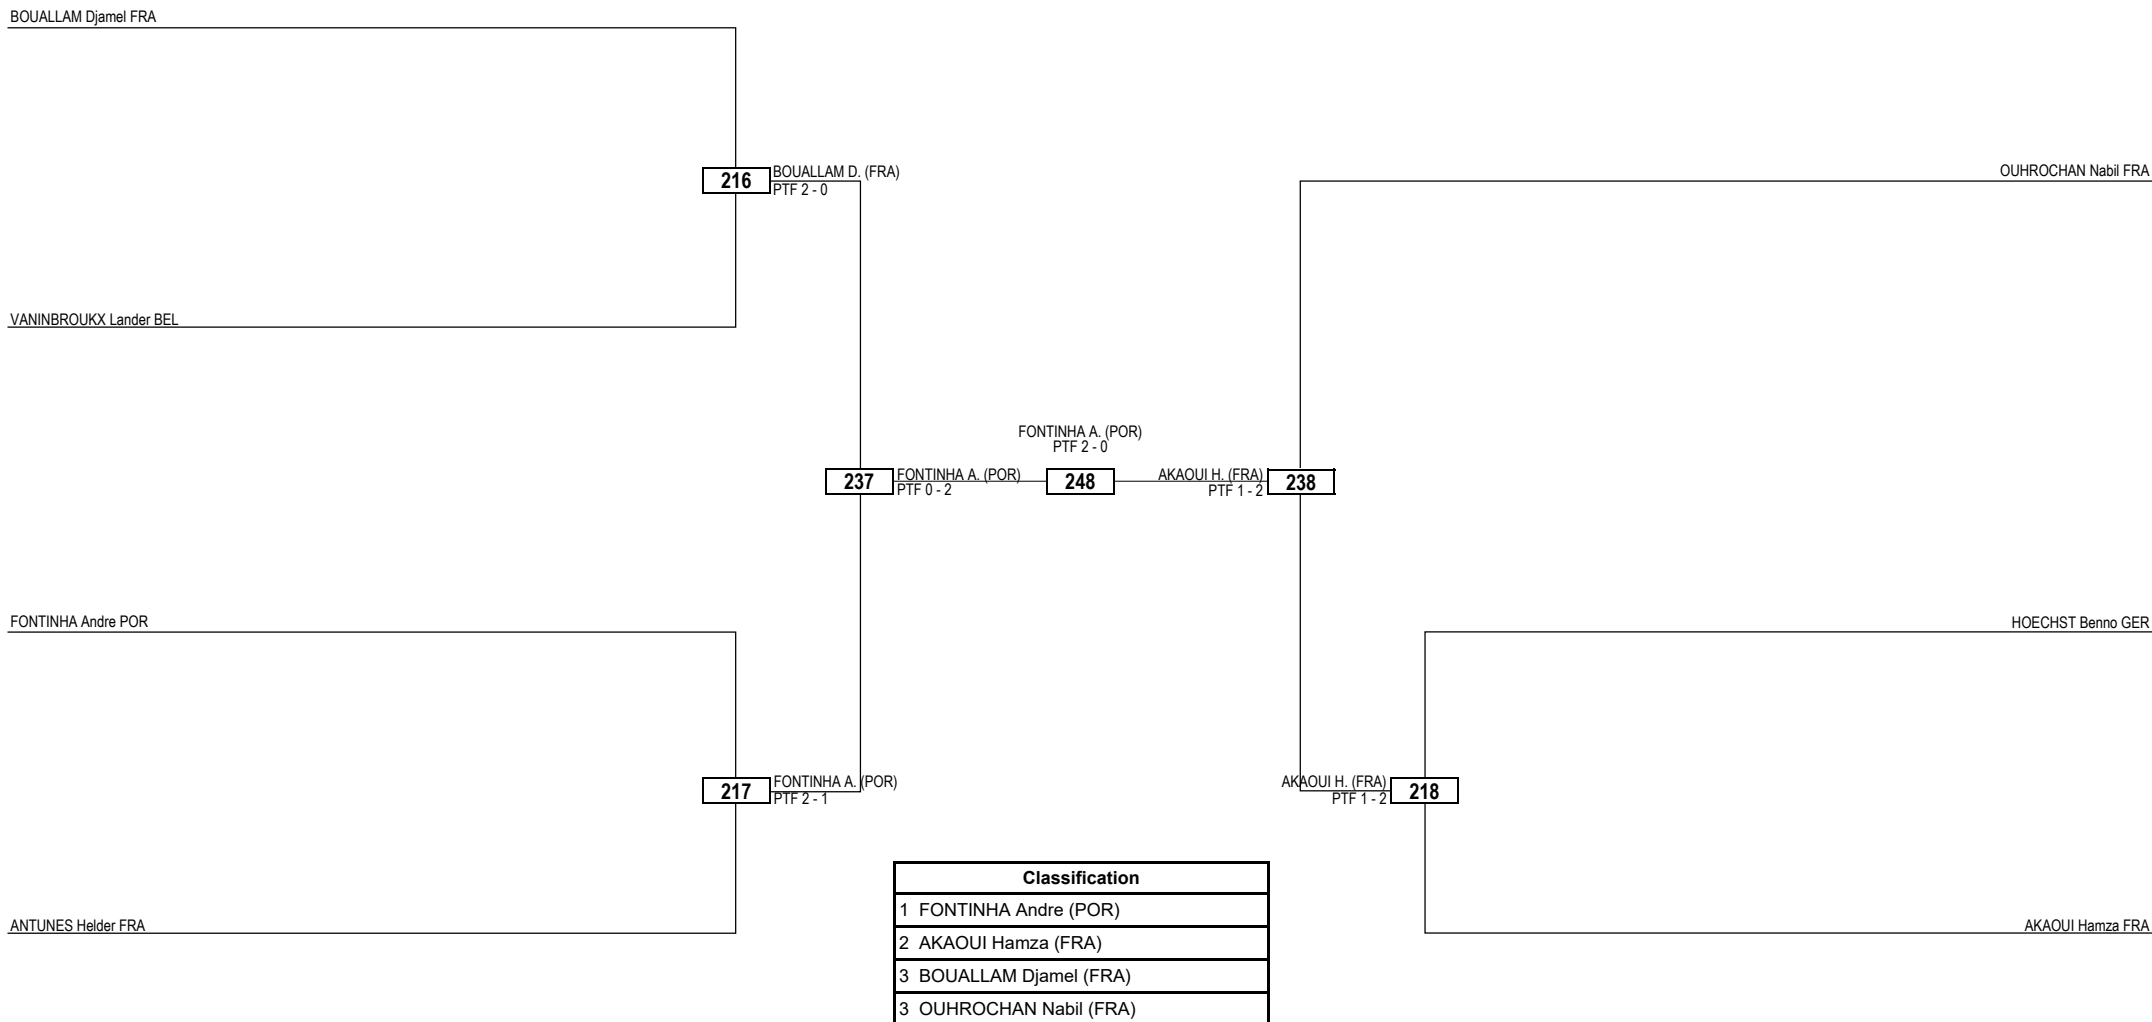 BOUALLAM Djamel FRA
216
BOUALLAM D. (FRA)
PTF 2 - 0
OUHROCHAN Nabil FRA
VANINBROUKX Lander BEL
FONTINHA A. (POR)
PTF 2 - 0
237
FONTINHA A. (POR)
PTF 0 - 2
248
AKAOUI H. (FRA)
PTF 1 - 2
238
FONTINHA Andre POR
HOECHST Benno GER
217
FONTINHA A. (POR)
PTF 2 - 1
AKAOUI H. (FRA)
PTF 1 - 2
218
ANTUNES Helder FRA
AKAOUI Hamza FRA
Classification
1 FONTINHA Andre (POR)
2 AKAOUI Hamza (FRA)
3 BOUALLAM Djamel (FRA)
3 OUHROCHAN Nabil (FRA)